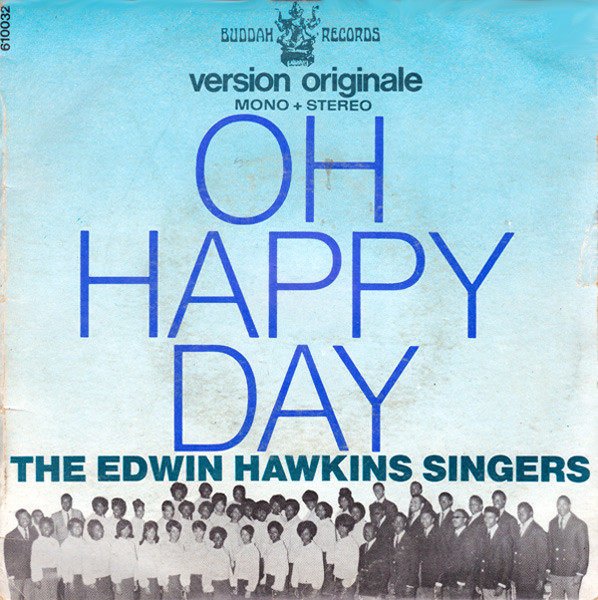 610032
BUDDAH RECORDS
version originale
MONO + STEREO
OH
HAPPY
DAY
THE EDWIN HAWKINS SINGERS